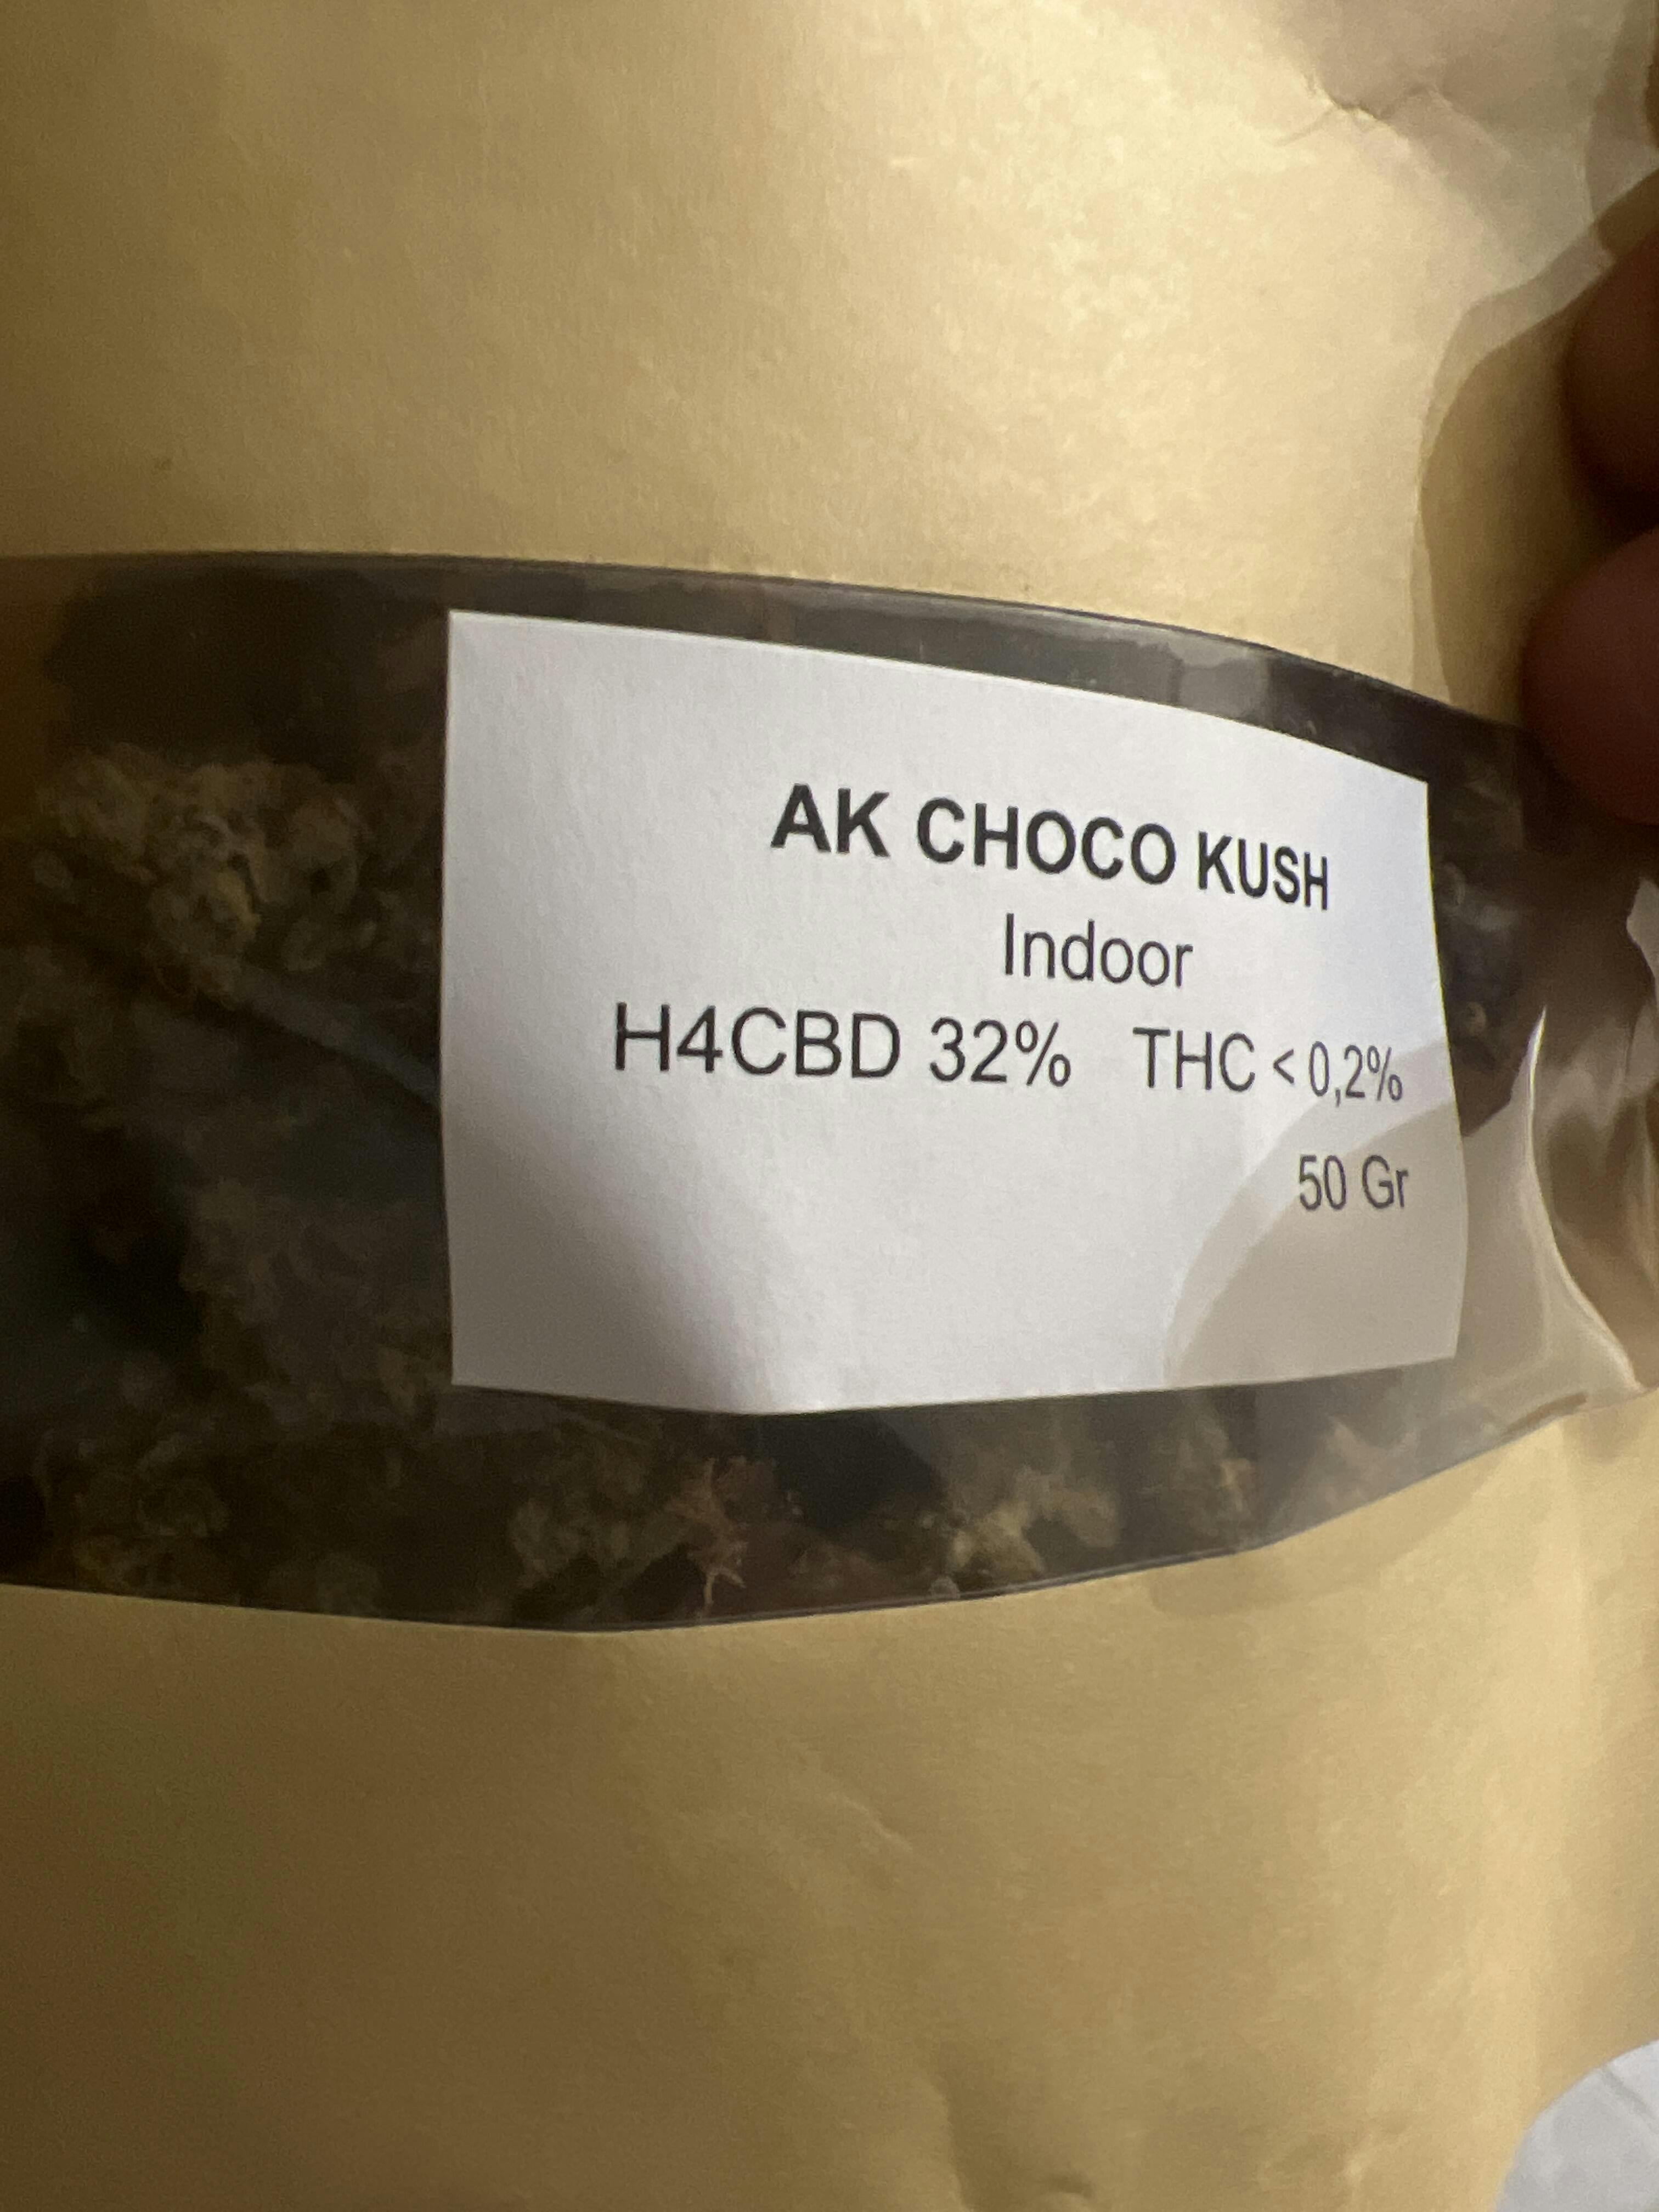 AK CHOCO KUSH
Indoor
H4CBD 32% THC < 0,2%
50 Gr